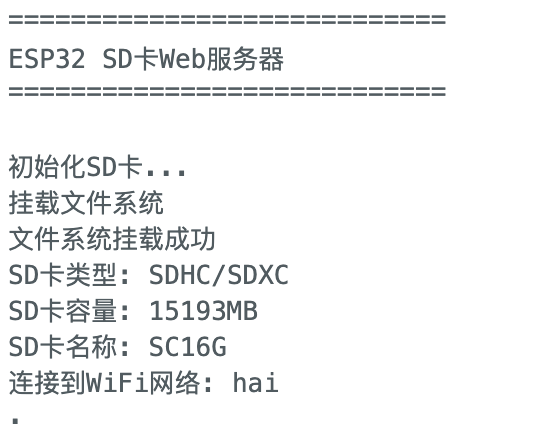 ============================
ESP32 SD卡Web服务器
============================
初始化SD卡...
挂载文件系统
文件系统挂载成功
SD卡类型: SDHC/SDXC
SD卡容量: 15193MB
SD卡名称: SC16G
连接到WiFi网络: hai
.